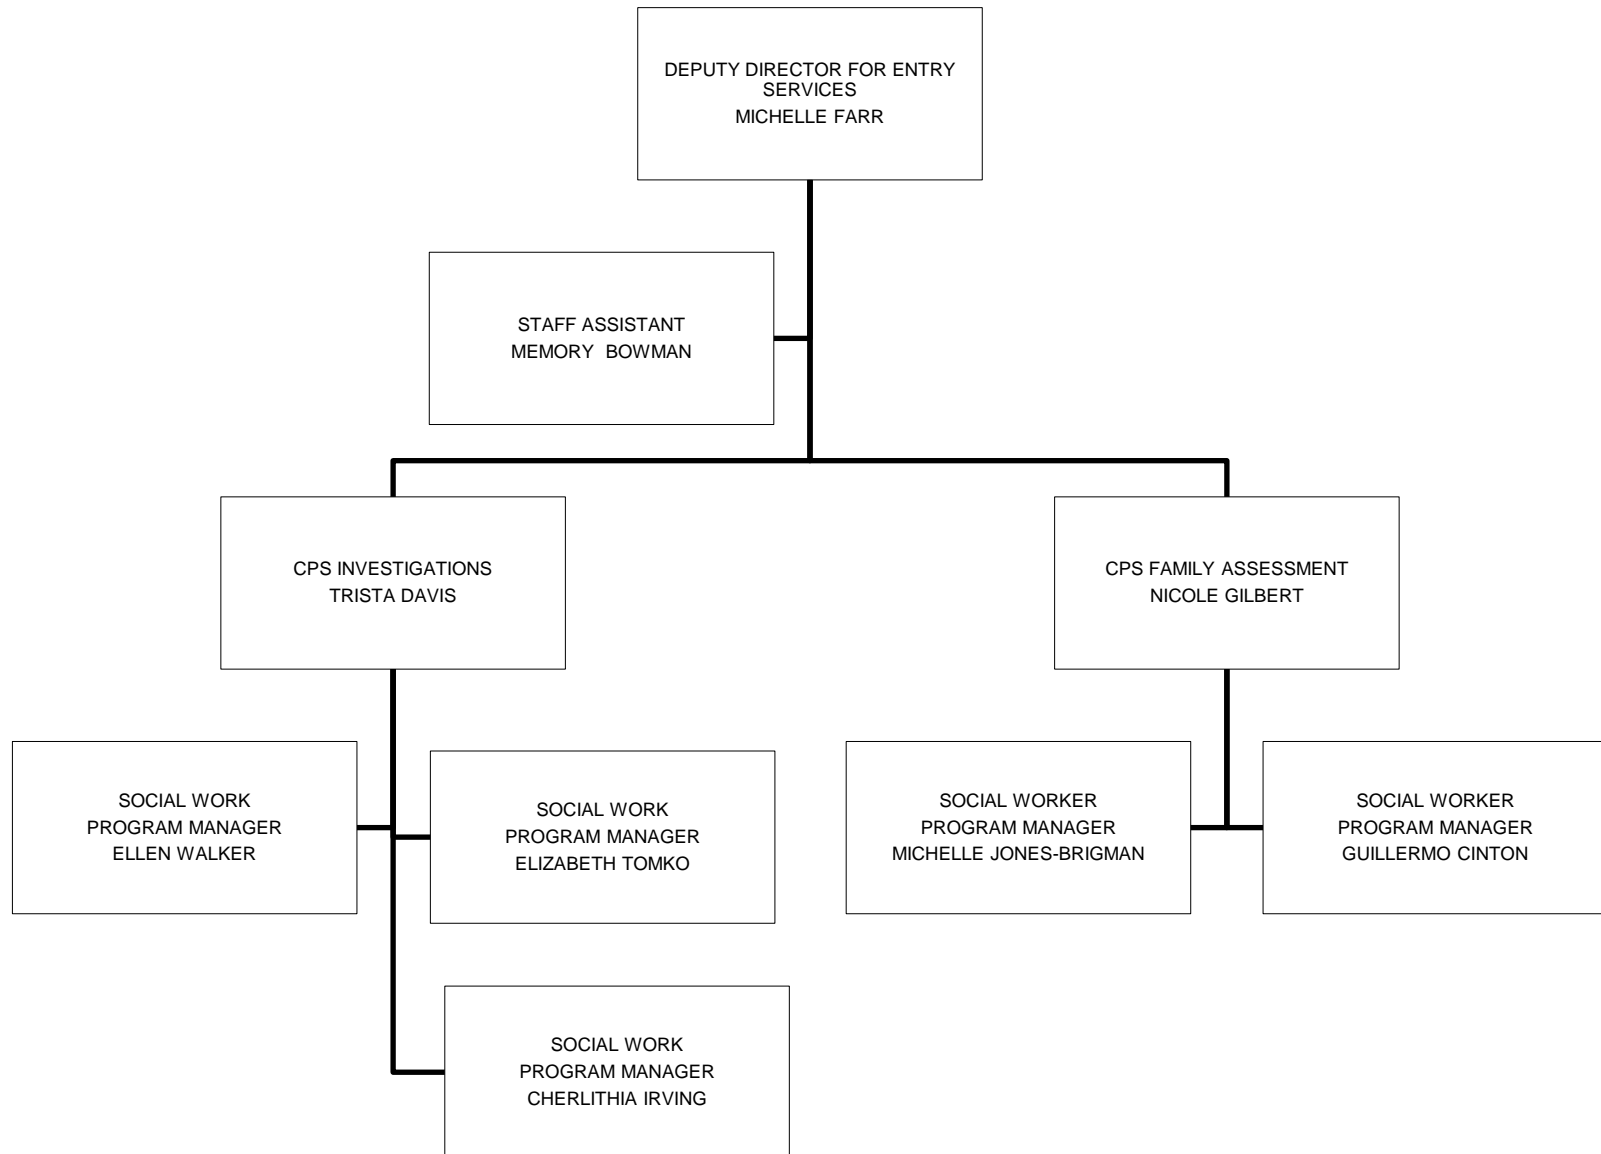 DEPUTY DIRECTOR FOR ENTRY
SERVICES
MICHELLE FARR
STAFF ASSISTANT
MEMORY  BOWMAN
CPS INVESTIGATIONS
TRISTA DAVIS
CPS FAMILY ASSESSMENT
NICOLE GILBERT
SOCIAL WORK
PROGRAM MANAGER
ELLEN WALKER
SOCIAL WORK
PROGRAM MANAGER
ELIZABETH TOMKO
SOCIAL WORKER
PROGRAM MANAGER
MICHELLE JONES-BRIGMAN
SOCIAL WORKER
PROGRAM MANAGER
GUILLERMO CINTON
SOCIAL WORK
PROGRAM MANAGER
CHERLITHIA IRVING